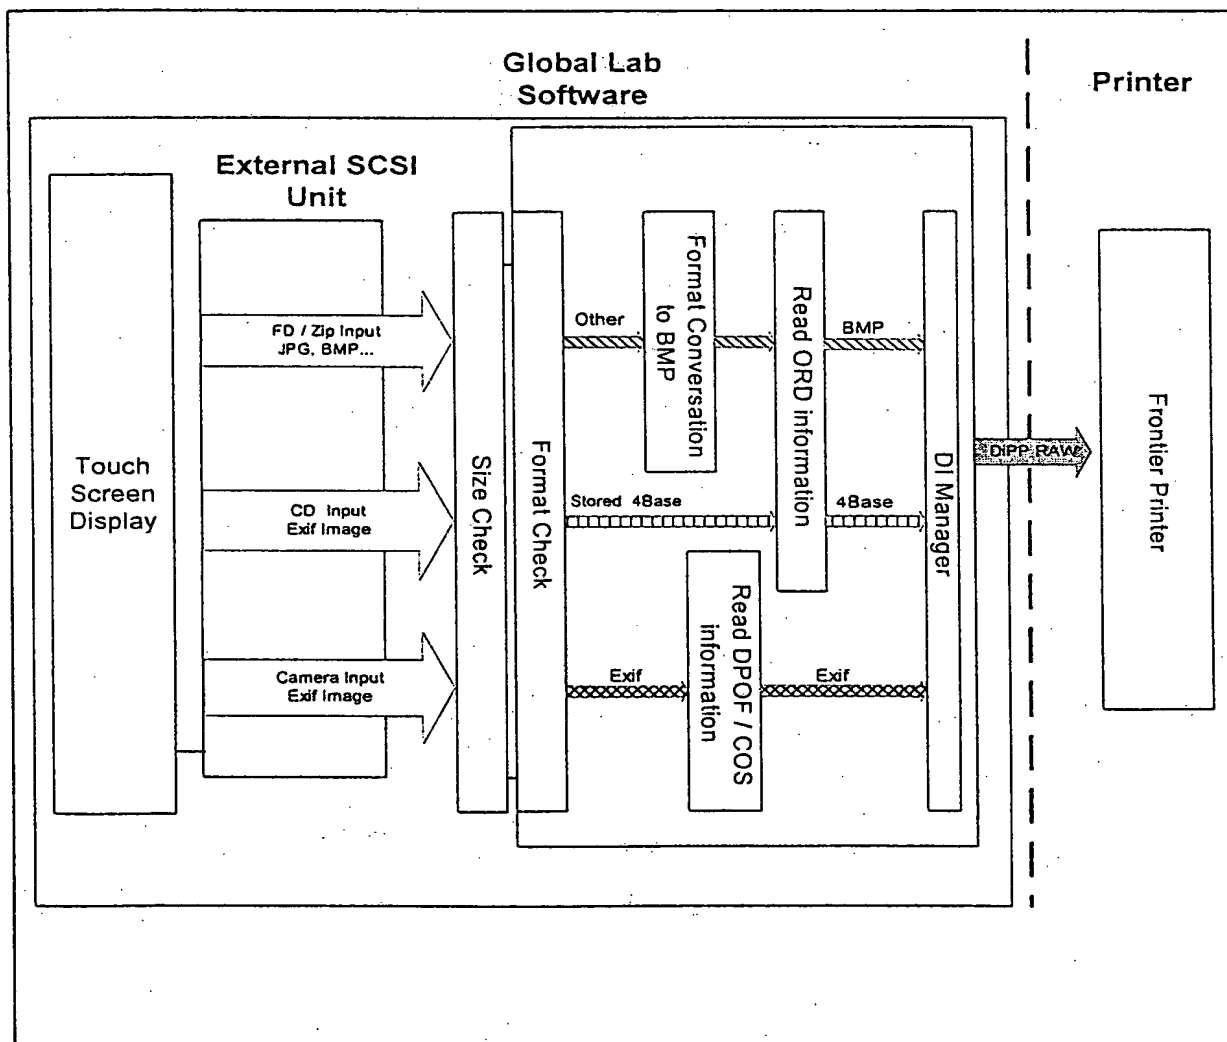 Global Lab
Software
Printer
External SCSI
Unit
Touch
Screen
Display
FD / Zip Input
JPG, BMP...
CD Input
Exif Image
Camera Input
Exif Image
Size Check
Format Check
Other
Format Conversation
to BMP
Read ORD information
BMP
Stored 4Base
4Base
Exif
Read DPOF / COS
information
Exif
DI Manager
DIPP RAW
Frontier Printer